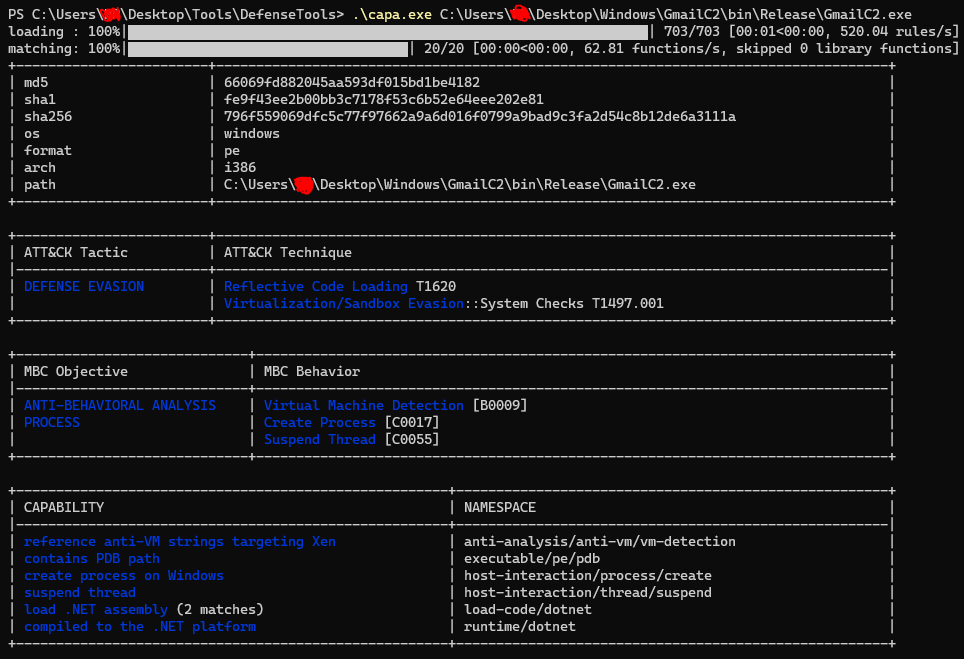 PS C:\Users\ \Desktop\Tools\DefenseTools> .\capa.exe C:\Users\ \Desktop\Windows\GmailC2\bin\Release\GmailC2.exe
loading : 100%| | 703/703 [00:01<00:00, 520.04 rules/s]
matching: 100%| | 20/20 [00:00<00:00, 62.81 functions/s, skipped 0 library functions]
| md5 | 66069fd882045aa593df015bd1be4182 |
| sha1 | fe9f43ee2b00bb3c7178f53c6b52e64eee202e81 |
| sha256 | 796f559069dfc5c77f97662a9a6d016f0799a9bad9c3fa2d54c8b12de6a3111a |
| os | windows |
| format | pe |
| arch | i386 |
| path | C:\Users\ \Desktop\Windows\GmailC2\bin\Release\GmailC2.exe |
| ATT&CK Tactic | ATT&CK Technique |
| DEFENSE EVASION | Reflective Code Loading T1620 |
| | Virtualization/Sandbox Evasion::System Checks T1497.001 |
| MBC Objective | MBC Behavior |
| ANTI-BEHAVIORAL ANALYSIS | Virtual Machine Detection [B0009] |
| PROCESS | Create Process [C0017] |
| | Suspend Thread [C0055] |
| CAPABILITY | NAMESPACE |
| reference anti-VM strings targeting Xen | anti-analysis/anti-vm/vm-detection |
| contains PDB path | executable/pe/pdb |
| create process on Windows | host-interaction/process/create |
| suspend thread | host-interaction/thread/suspend |
| load .NET assembly (2 matches) | load-code/dotnet |
| compiled to the .NET platform | runtime/dotnet |